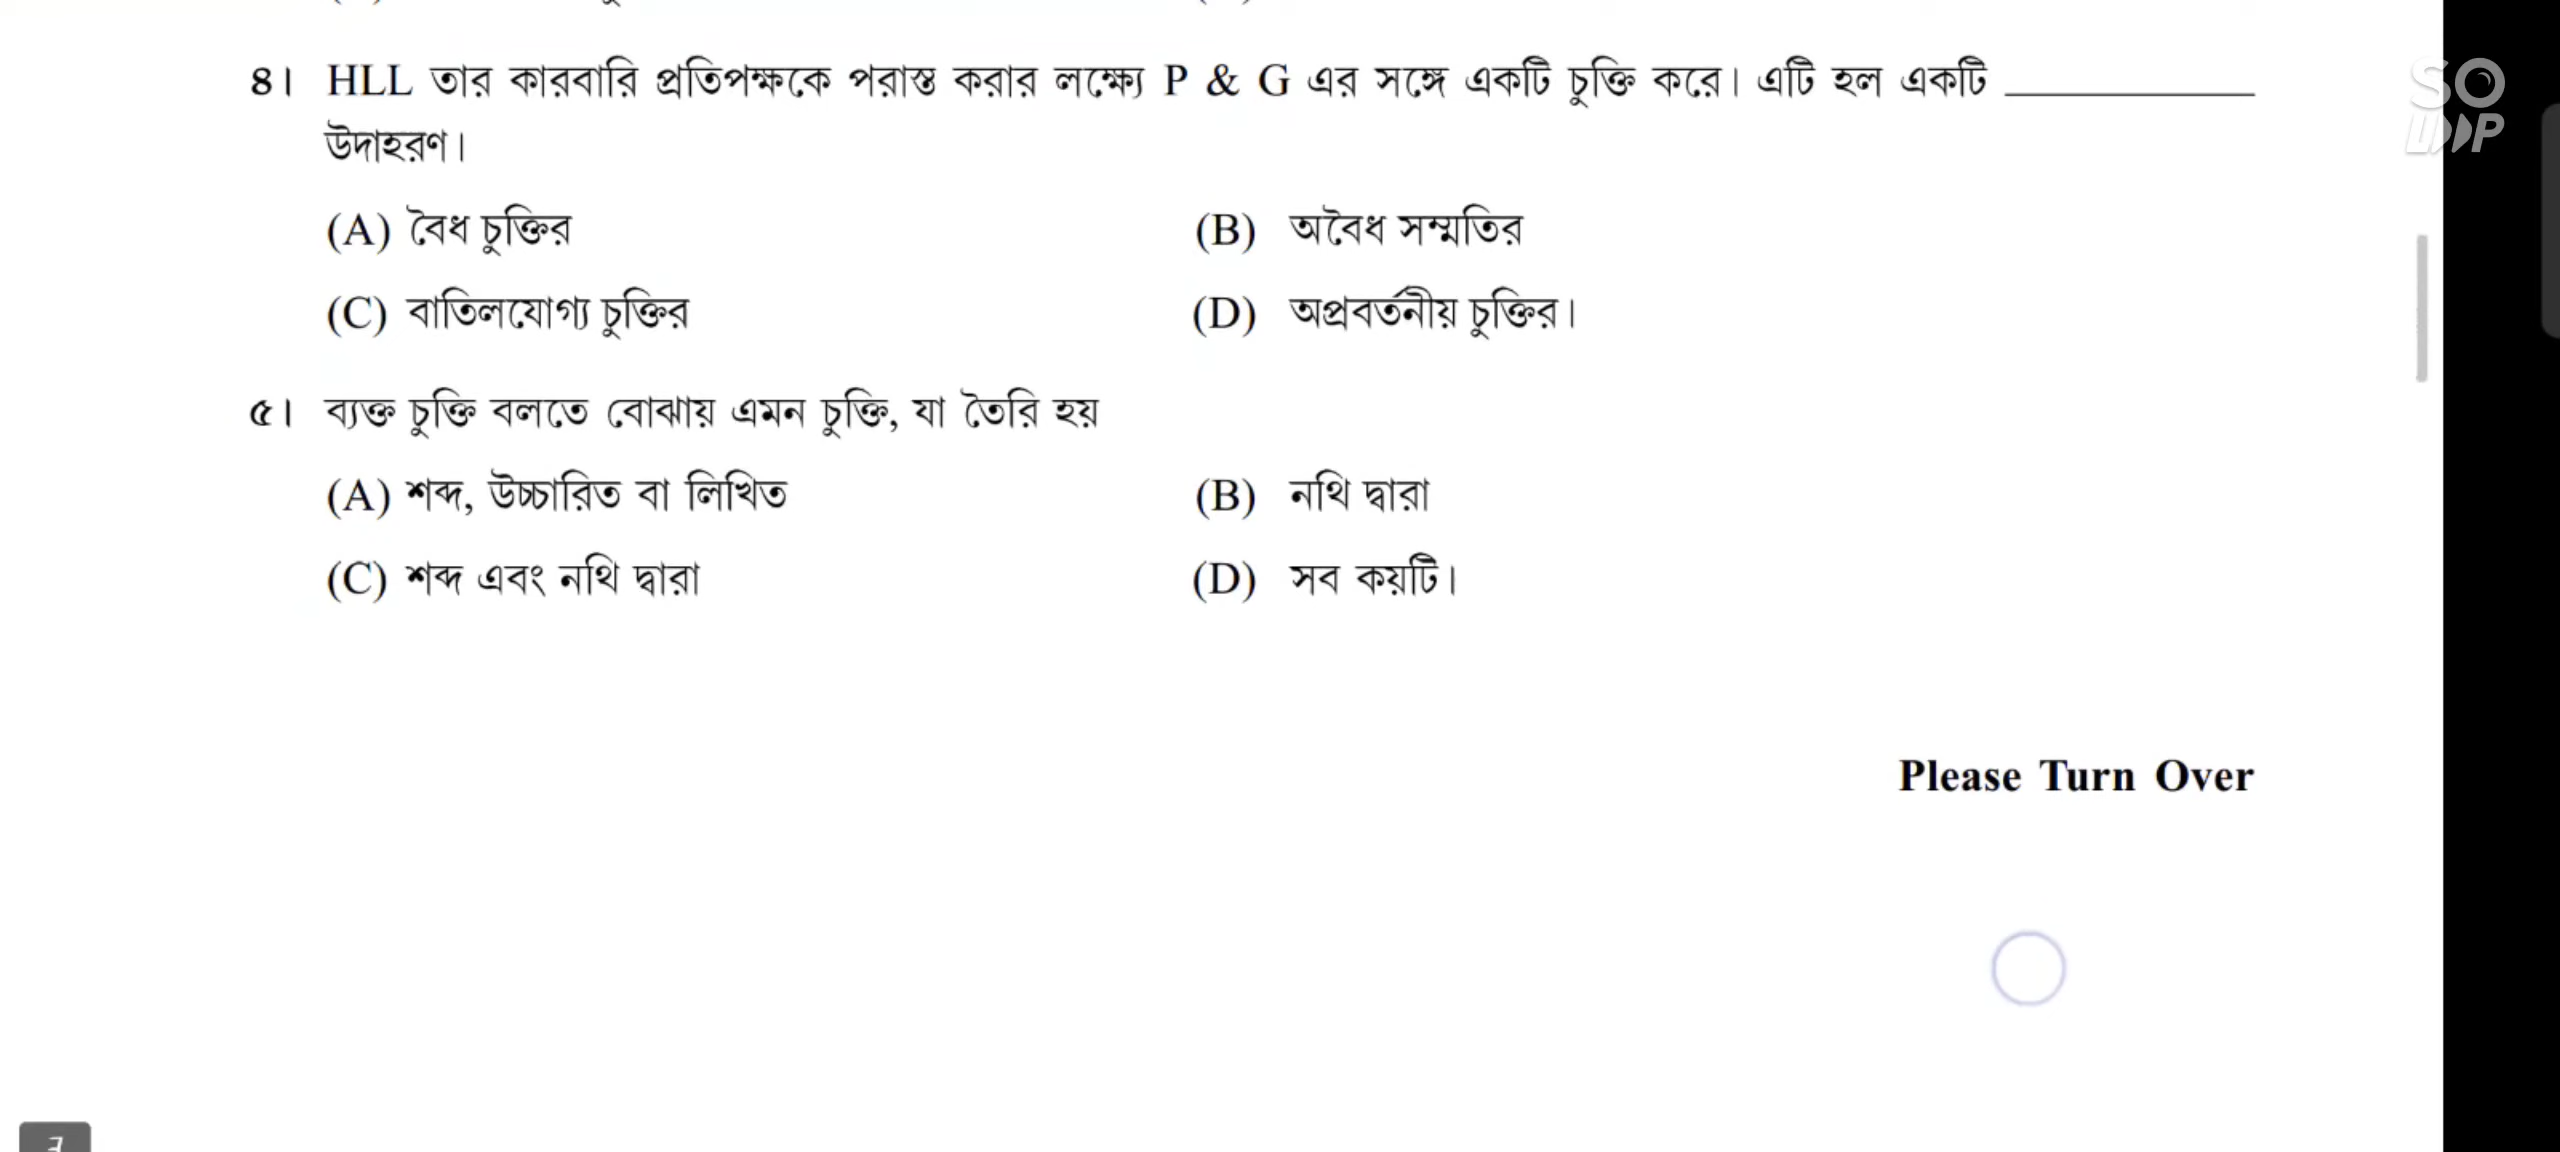 ৪। HLL তার কারবারি প্রতিপক্ষকে পরাস্ত করার লক্ষ্যে P & G এর সঙ্গে একটি চুক্তি করে। এটি হল একটি ___________
উদাহরণ।
(A) বৈধ চুক্তির (B) অবৈধ সম্মতির
(C) বাতিলযোগ্য চুক্তির (D) অপ্রবর্তনীয় চুক্তির।
৫। ব্যক্ত চুক্তি বলতে বোঝায় এমন চুক্তি, যা তৈরি হয়
(A) শব্দ, উচ্চারিত বা লিখিত (B) নথি দ্বারা
(C) শব্দ এবং নথি দ্বারা (D) সব কয়টি।
Please Turn Over